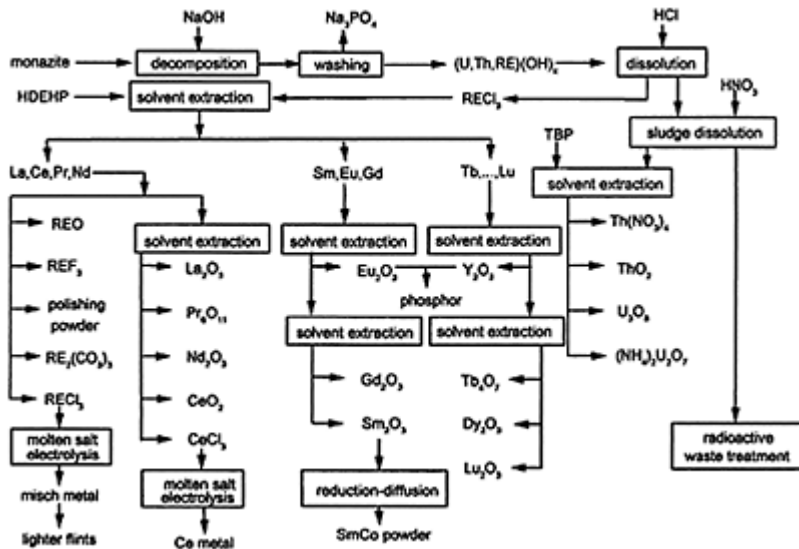 NaOH
Na₃PO₄
HCl
monazite
decomposition
washing
(U,Th,RE)(OH)ₓ
dissolution
HDEHP
solvent extraction
RECl₃
HNO₃
TBP
sludge dissolution
La,Ce,Pr,Nd
Sm,Eu,Gd
Tb,...,Lu
solvent extraction
REO
solvent extraction
solvent extraction
solvent extraction
Th(NO₃)₄
REF₃
La₂O₃
Eu₂O₃
Y₂O₃
ThO₂
phosphor
polishing
powder
Pr₆O₁₁
solvent extraction
solvent extraction
U₃O₈
RE₂(CO₃)₃
Nd₂O₃
(NH₄)₂U₂O₇
Gd₂O₃
Tb₄O₇
RECl₃
CeO₂
Sm₂O₃
Dy₂O₃
molten salt
electrolysis
CeCl₃
radioactive
waste treatment
Lu₂O₃
misch metal
molten salt
electrolysis
reduction-diffusion
lighter flints
Ce metal
SmCo powder